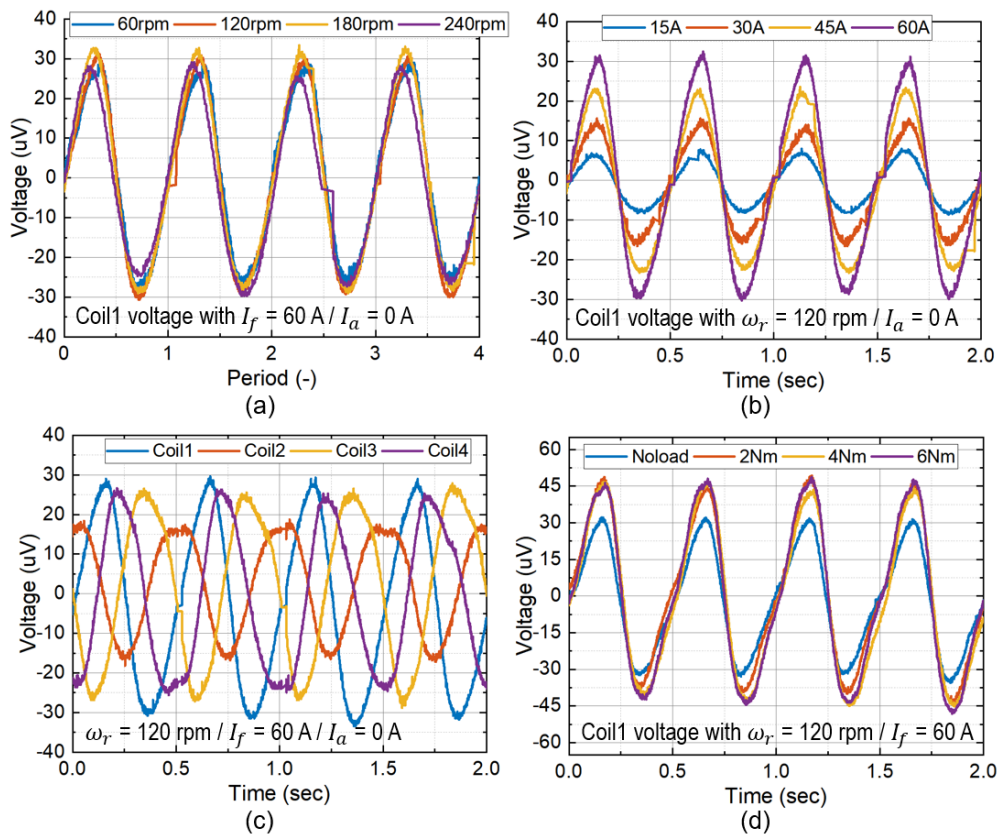 60rpm 120rpm 180rpm 240rpm
40
30
20
10
0
-10
-20
-30
-40
Voltage (uV)
Coil1 voltage with I_f = 60 A / I_a = 0 A
0 1 2 3 4
Period (-)
(a)
15A 30A 45A 60A
40
30
20
10
0
-10
-20
-30
-40
Voltage (uV)
Coil1 voltage with ω_r = 120 rpm / I_a = 0 A
0.0 0.5 1.0 1.5 2.0
Time (sec)
(b)
Coil1 Coil2 Coil3 Coil4
40
30
20
10
0
-10
-20
-30
-40
Voltage (uV)
ω_r = 120 rpm / I_f = 60 A / I_a = 0 A
0.0 0.5 1.0 1.5 2.0
Time (sec)
(c)
Noload 2Nm 4Nm 6Nm
60
45
30
15
0
-15
-30
-45
-60
Voltage (uV)
Coil1 voltage with ω_r = 120 rpm / I_f = 60 A
0.0 0.5 1.0 1.5 2.0
Time (sec)
(d)